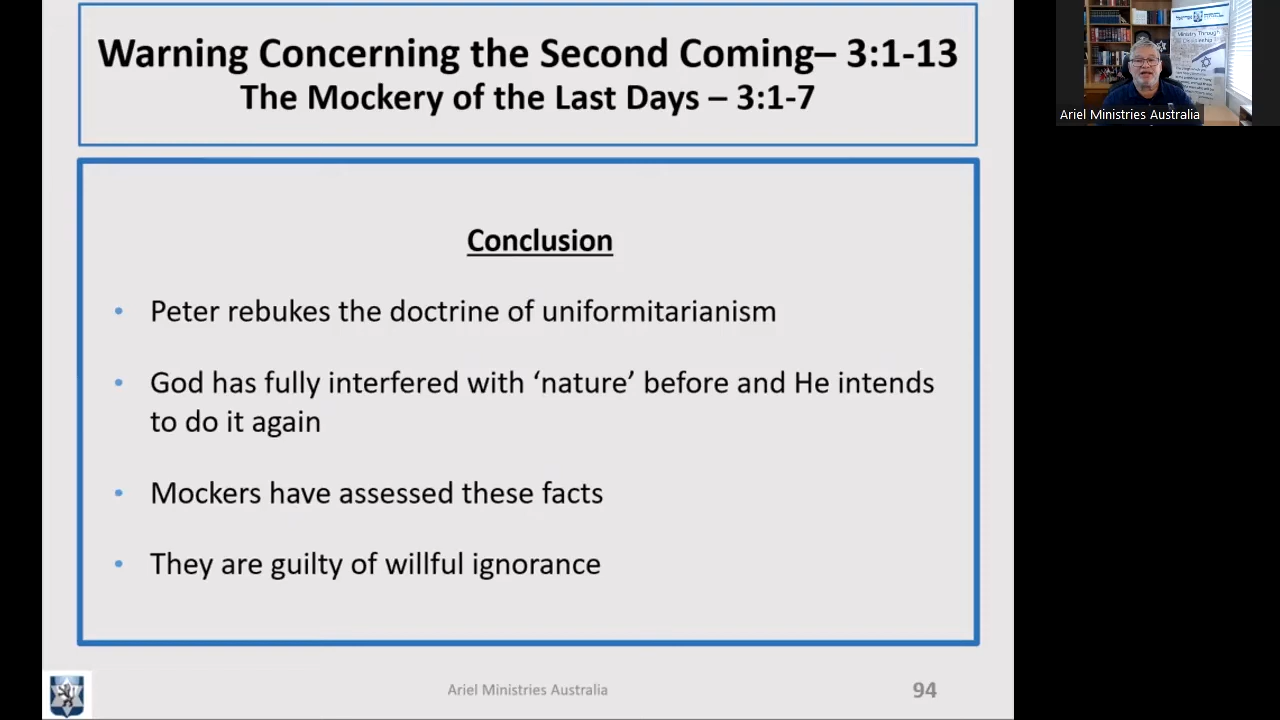 Warning Concerning the Second Coming– 3:1-13
The Mockery of the Last Days – 3:1-7
Conclusion
• Peter rebukes the doctrine of uniformitarianism
• God has fully interfered with ‘nature’ before and He intends
to do it again
• Mockers have assessed these facts
• They are guilty of willful ignorance
Ariel Ministries Australia
94
Ministry Through
Ariel Ministries Australia